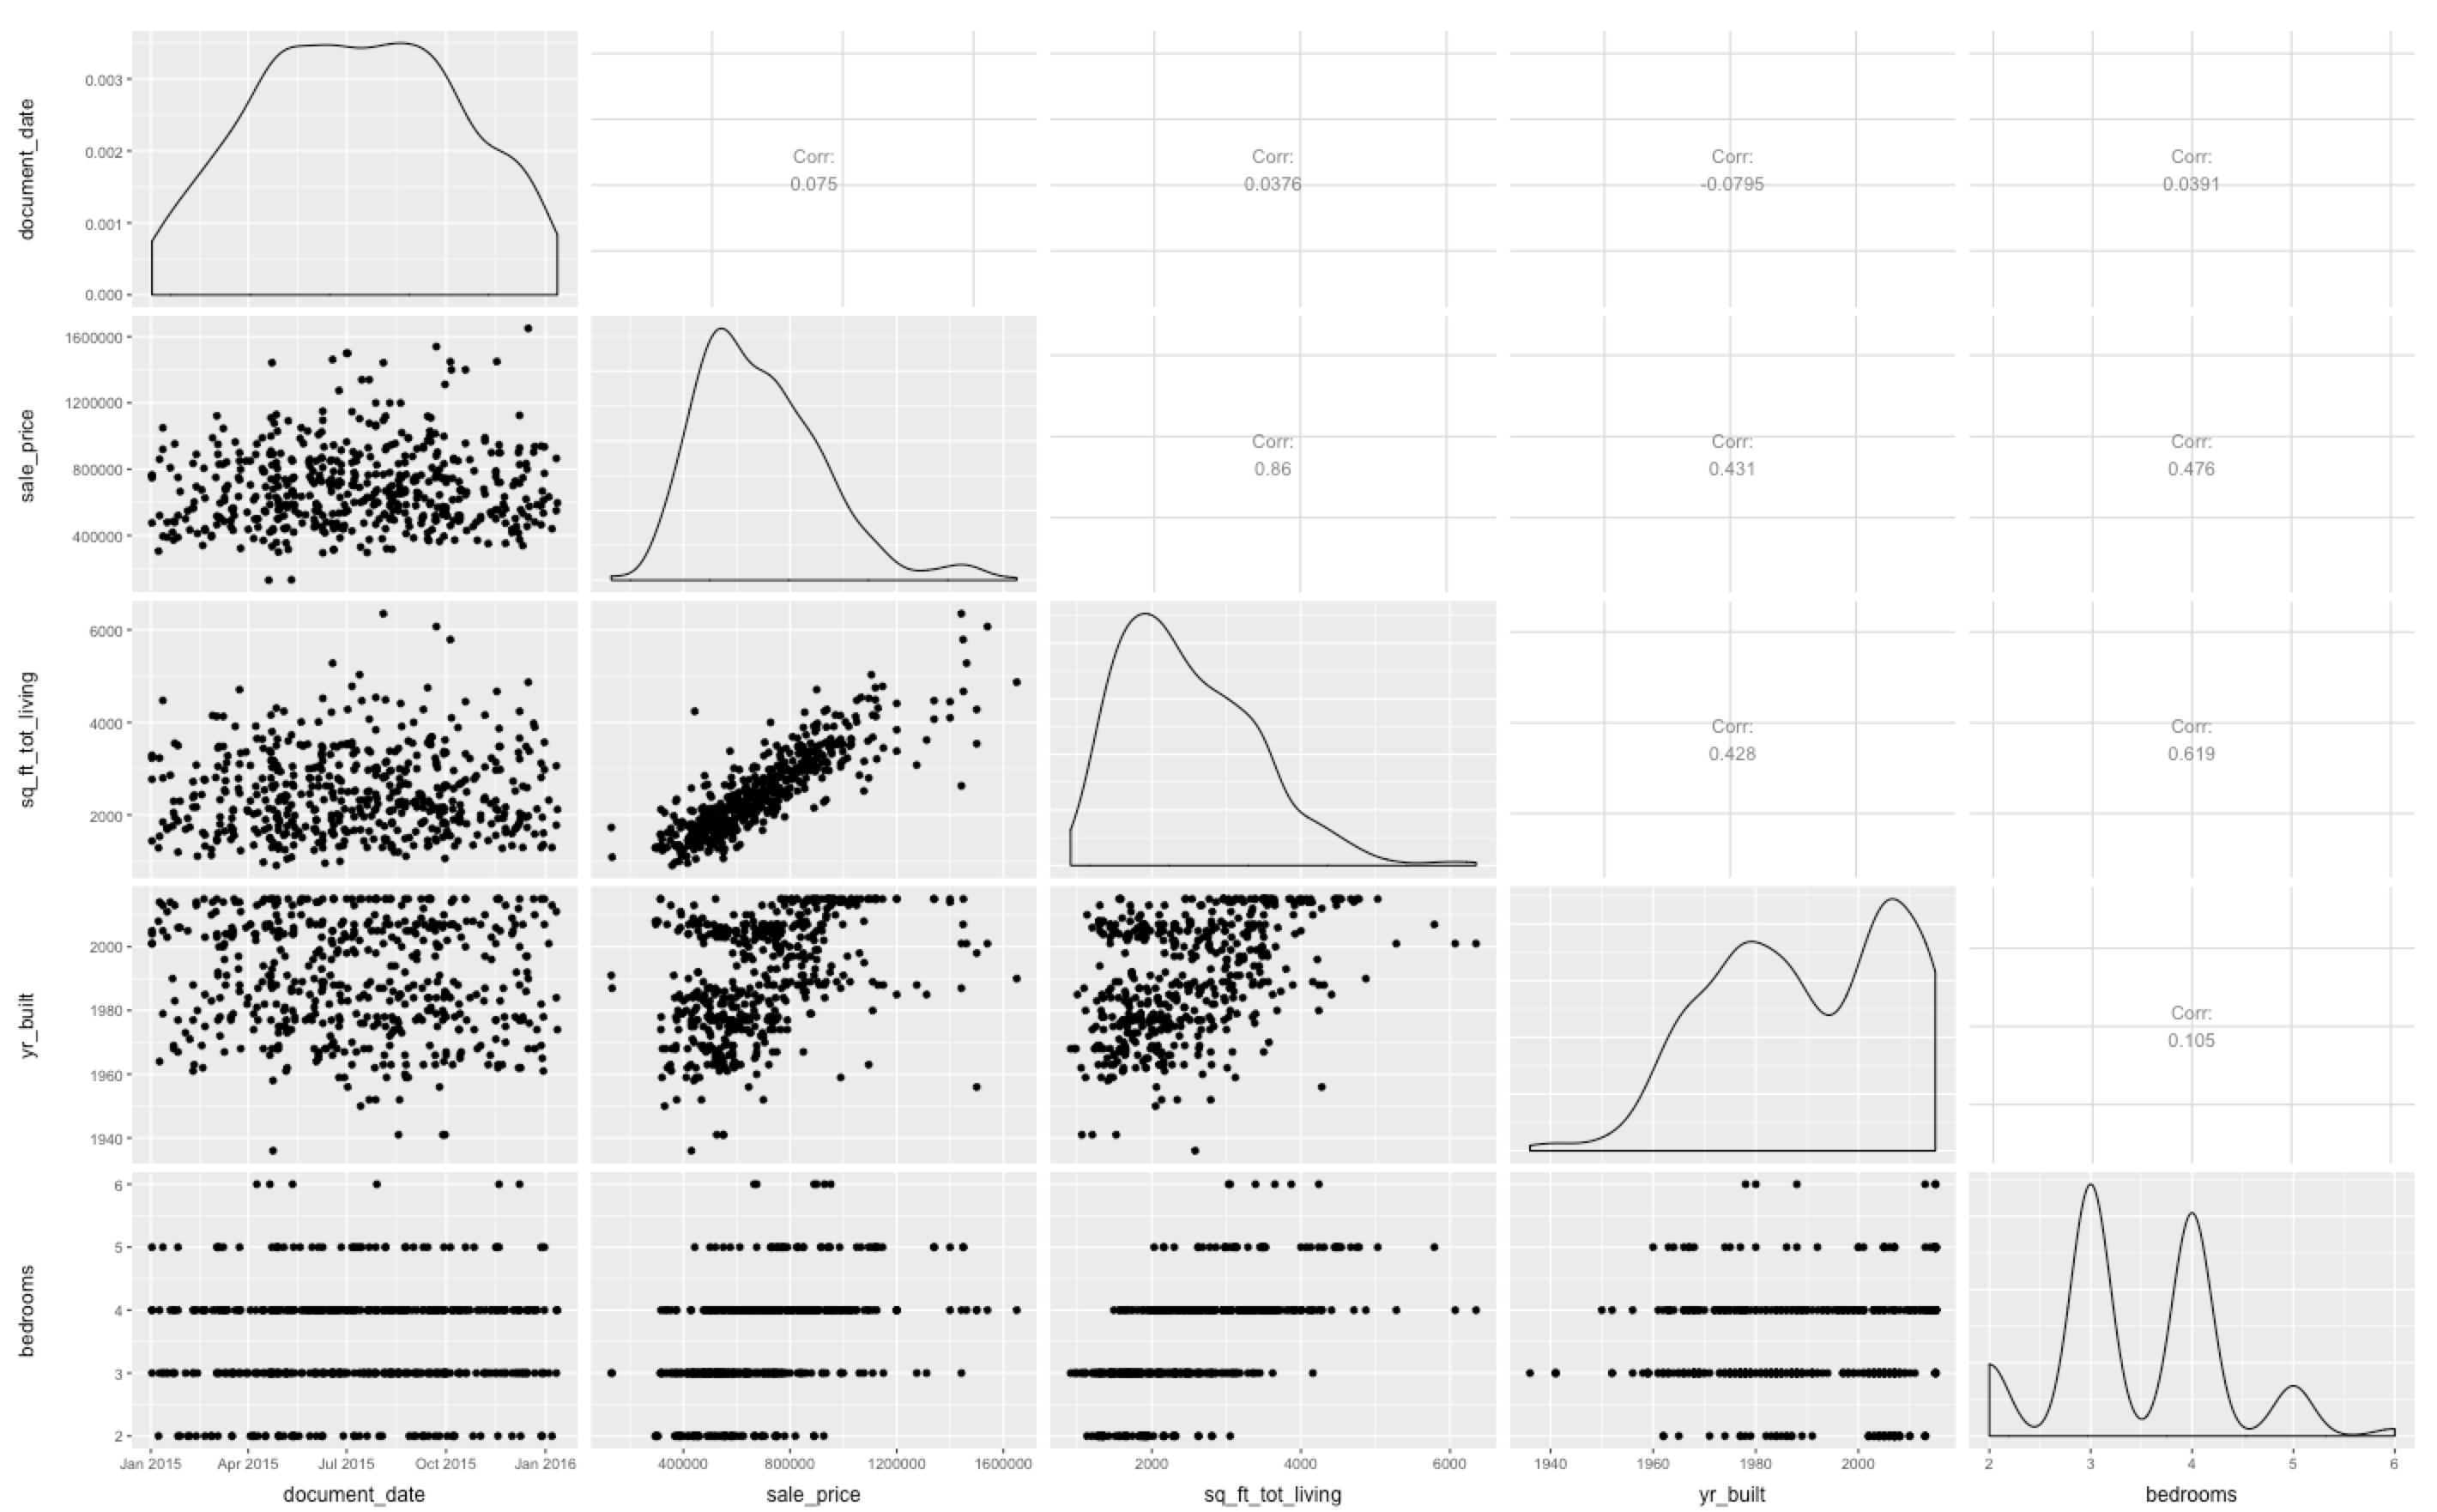 document_date
0.003
0.002
0.001
0.000
Corr:
0.075
Corr:
0.0376
Corr:
-0.0795
Corr:
0.0391
sale_price
1600000
1200000
800000
400000
Corr:
0.86
Corr:
0.431
Corr:
0.476
sq_ft_tot_living
6000
4000
2000
Corr:
0.428
Corr:
0.619
yr_built
2000
1980
1960
1940
Corr:
0.105
bedrooms
6
5
4
3
2
Jan 2015 Apr 2015 Jul 2015 Oct 2015 Jan 2016
400000 800000 1200000 1600000
2000 4000 6000
1940 1960 1980 2000
2 3 4 5 6
document_date
sale_price
sq_ft_tot_living
yr_built
bedrooms